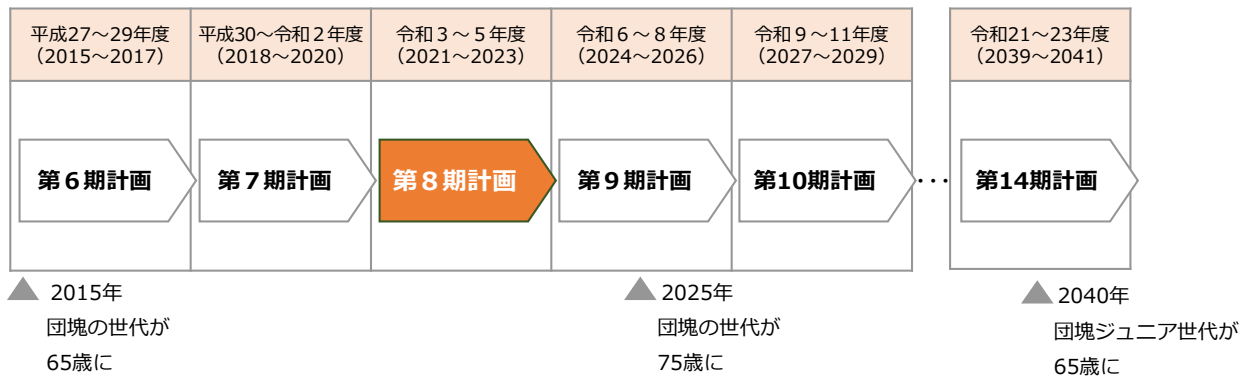 平成27～29年度
（2015～2017）
平成30～令和２年度
（2018～2020）
令和３～５年度
（2021～2023）
令和６～８年度
（2024～2026）
令和９～11年度
（2027～2029）
令和21～23年度
（2039～2041）
第６期計画
第７期計画
第８期計画
第９期計画
第10期計画
･･･
第14期計画
2015年
団塊の世代が
65歳に
2025年
団塊の世代が
75歳に
2040年
団塊ジュニア世代が
65歳に